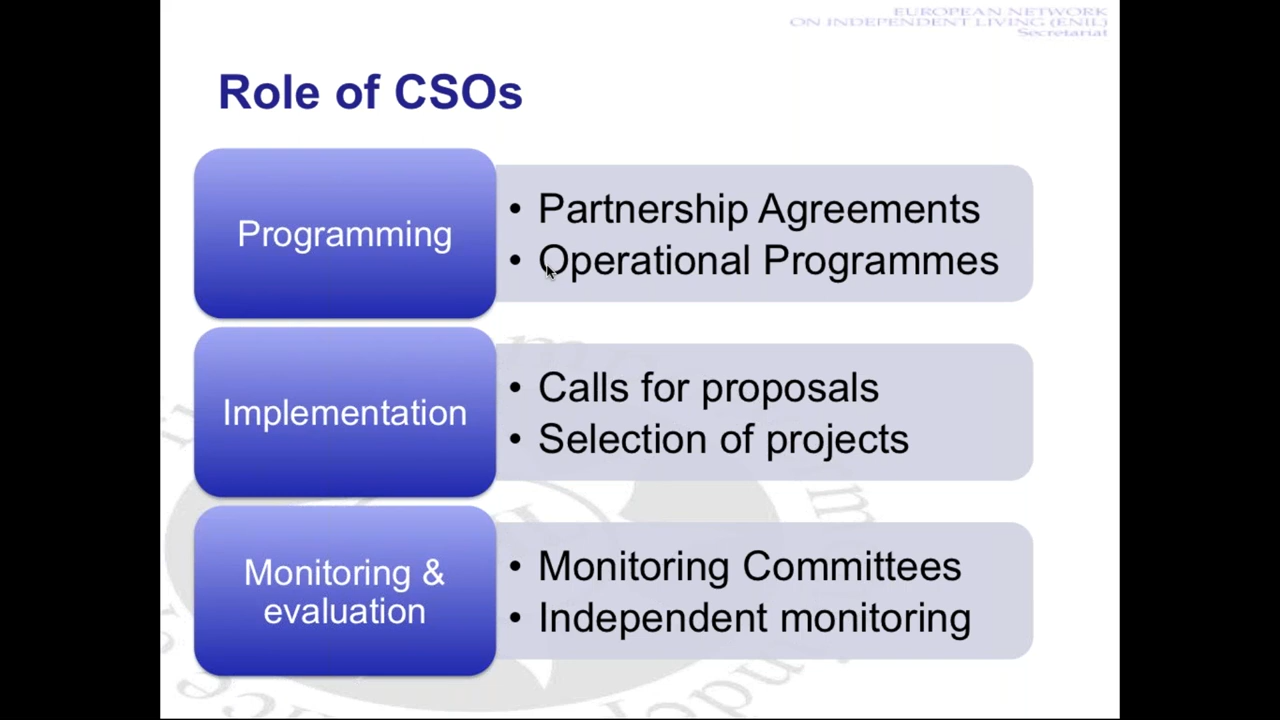 EUROPEAN NETWORK
ON INDEPENDENT LIVING (ENIL)
Secretariat
Role of CSOs
Programming
• Partnership Agreements
• Operational Programmes
Implementation
• Calls for proposals
• Selection of projects
Monitoring &
evaluation
• Monitoring Committees
• Independent monitoring